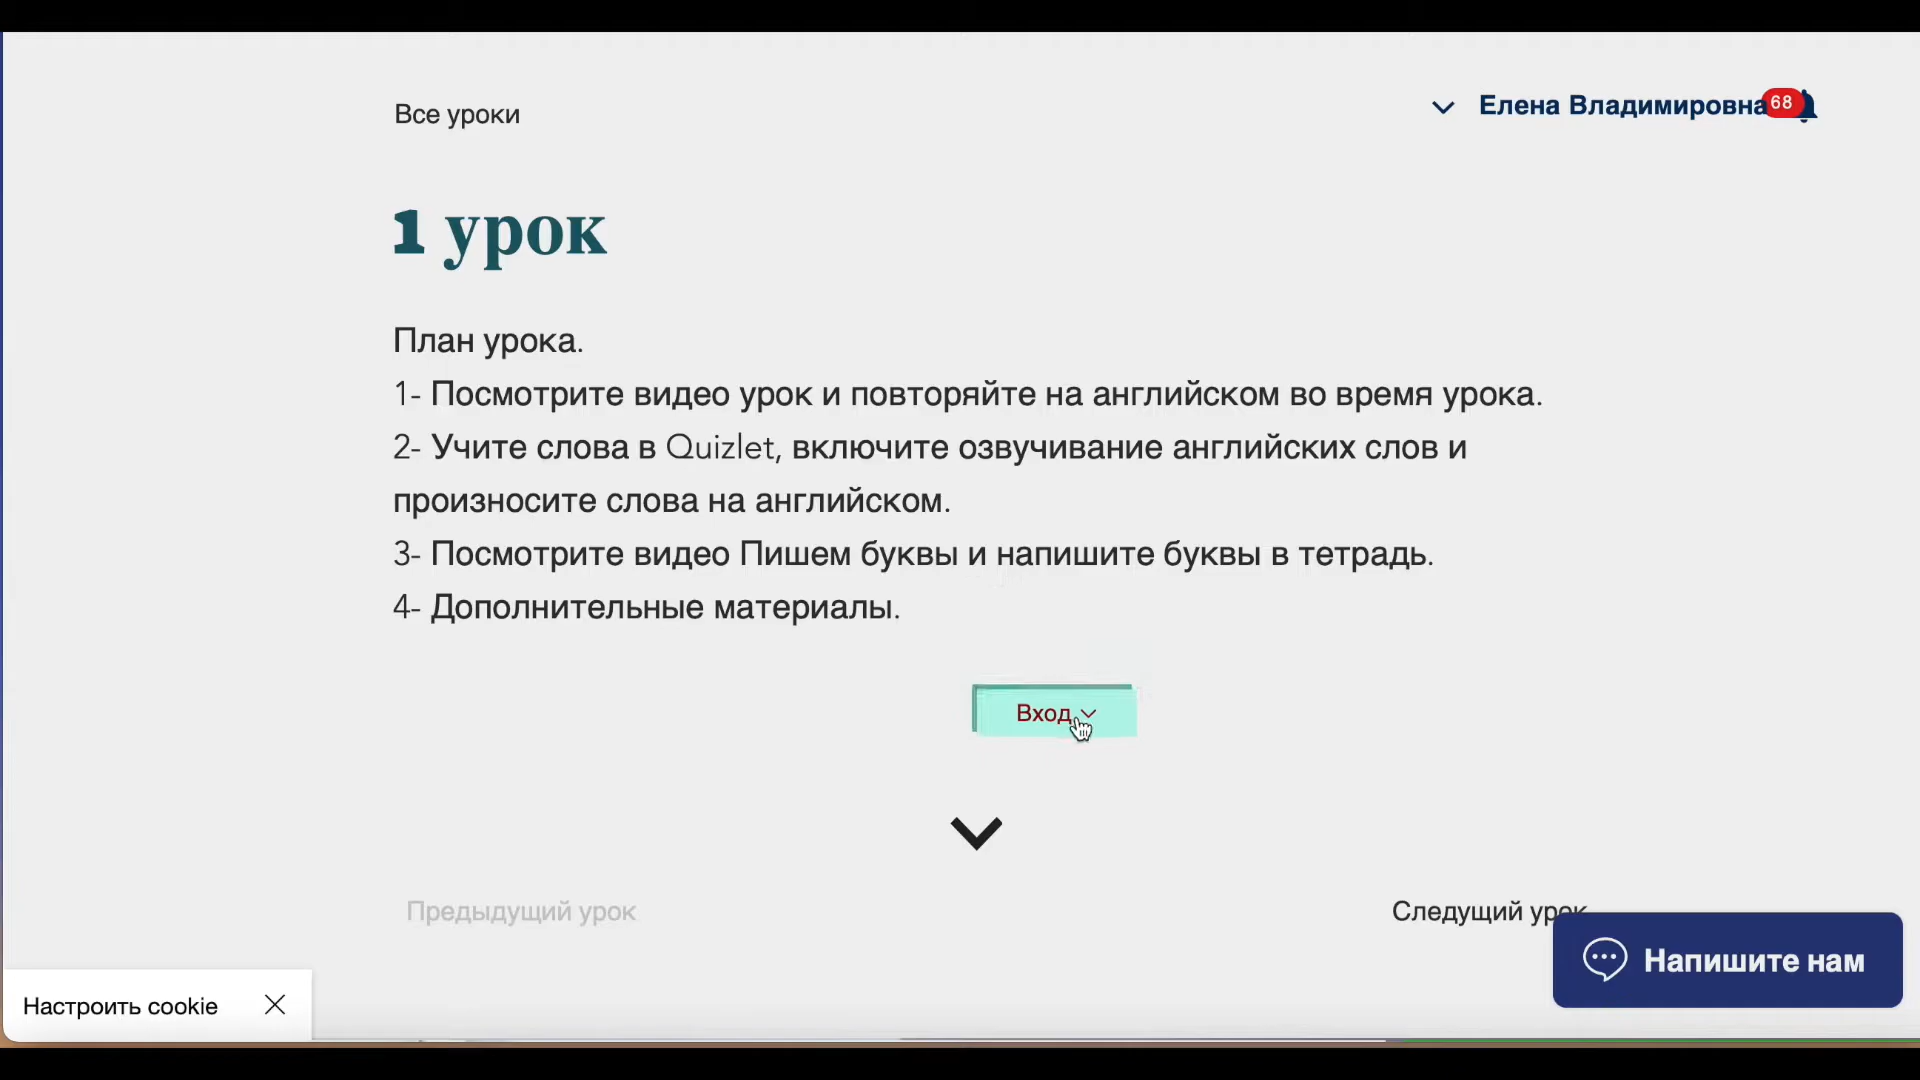 Все уроки
Елена Владимировна 68
1 урок
План урока.
1- Посмотрите видео урок и повторяйте на английском во время урока.
2- Учите слова в Quizlet, включите озвучивание английских слов и
произносите слова на английском.
3- Посмотрите видео Пишем буквы и напишите буквы в тетрадь.
4- Дополнительные материалы.
Вход
Предыдущий урок
Следущий урок
Напишите нам
Настроить cookie